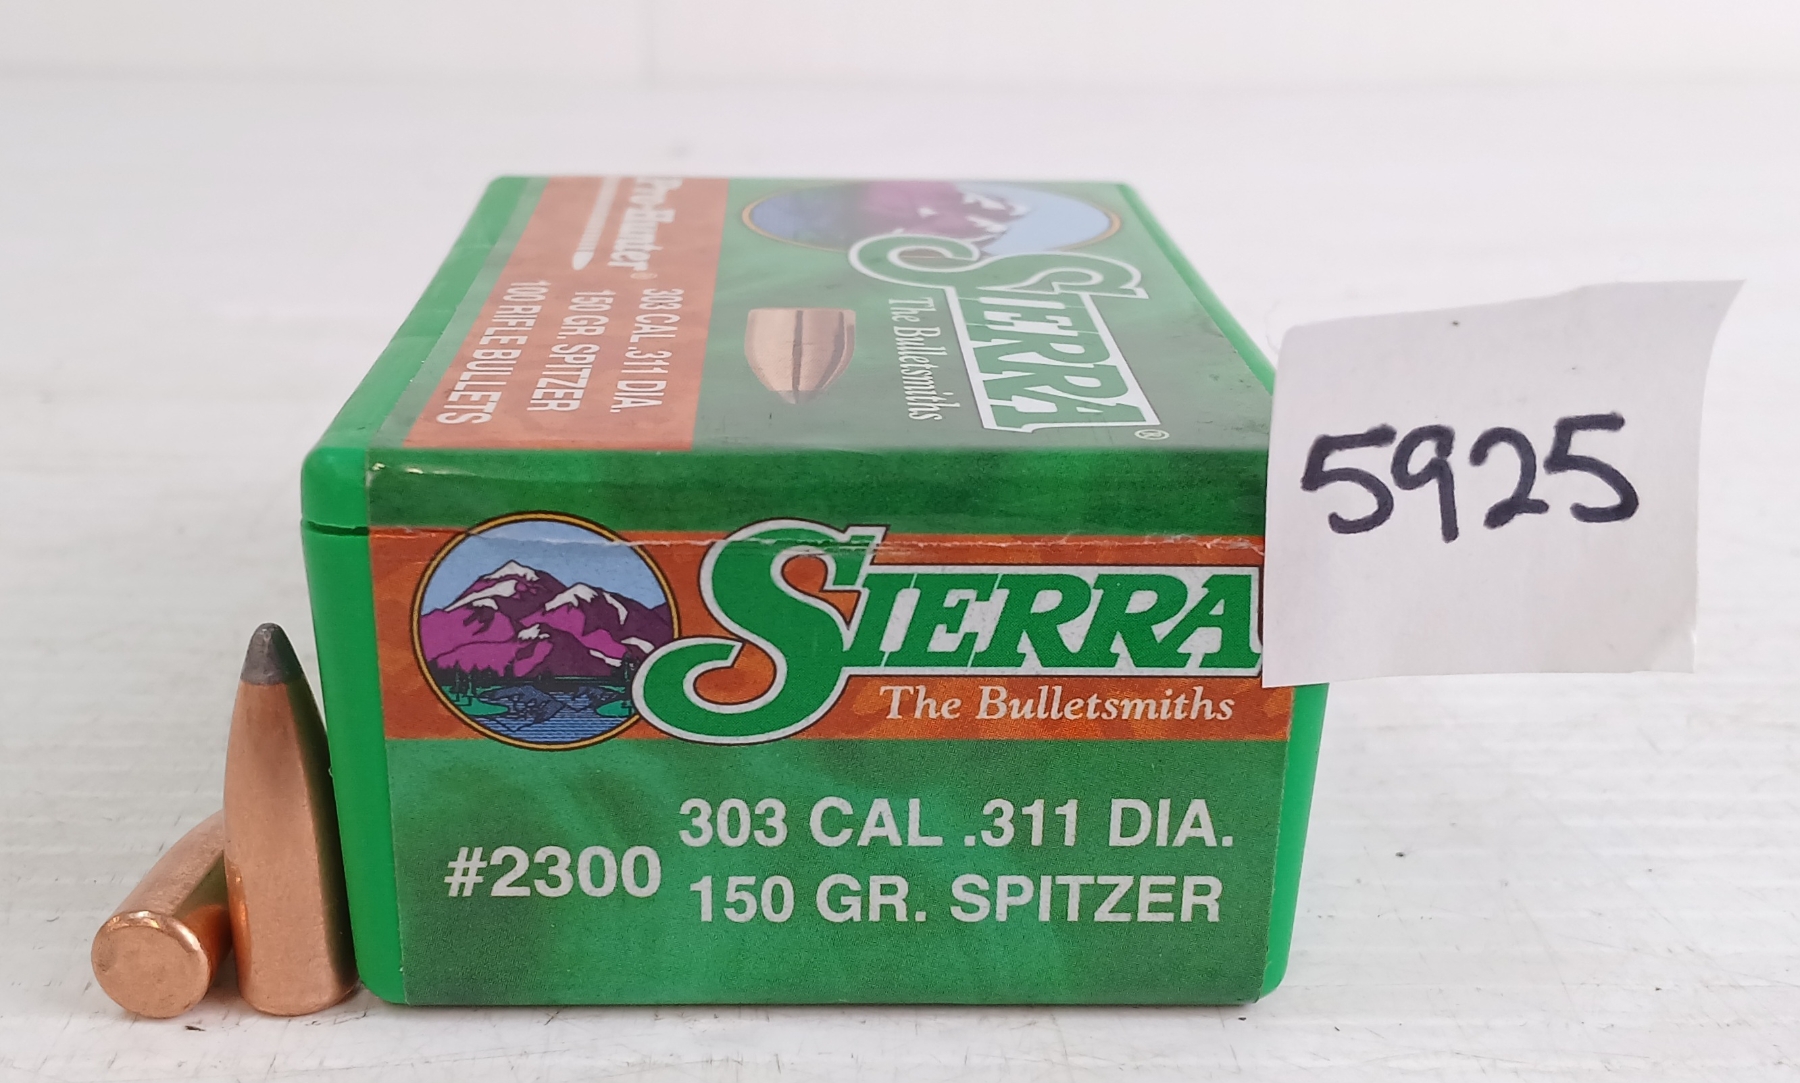 Pro-Hunter®
303 CAL .311 DIA.
150 GR. SPITZER
100 RIFLE BULLETS
SIERRA®
The Bulletsmiths
SIERRA
The Bulletsmiths
#2300
303 CAL .311 DIA.
150 GR. SPITZER
5925